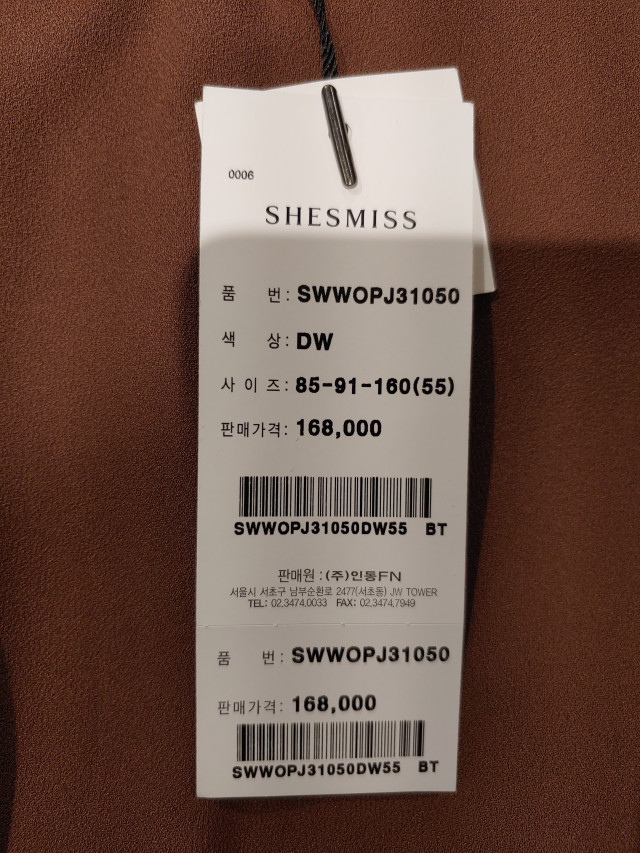 0006
SHESMISS
품 번: SWWOPJ31050
색 상: DW
사 이 즈: 85-91-160(55)
판매가격: 168,000
SWWOPJ31050DW55 BT
판매원 : (주)인동FN
서울시 서초구 남부순환로 2477(서초동) JW TOWER
TEL: 02.3474.0033 FAX: 02.3474.7949
품 번: SWWOPJ31050
판매가격: 168,000
SWWOPJ31050DW55 BT